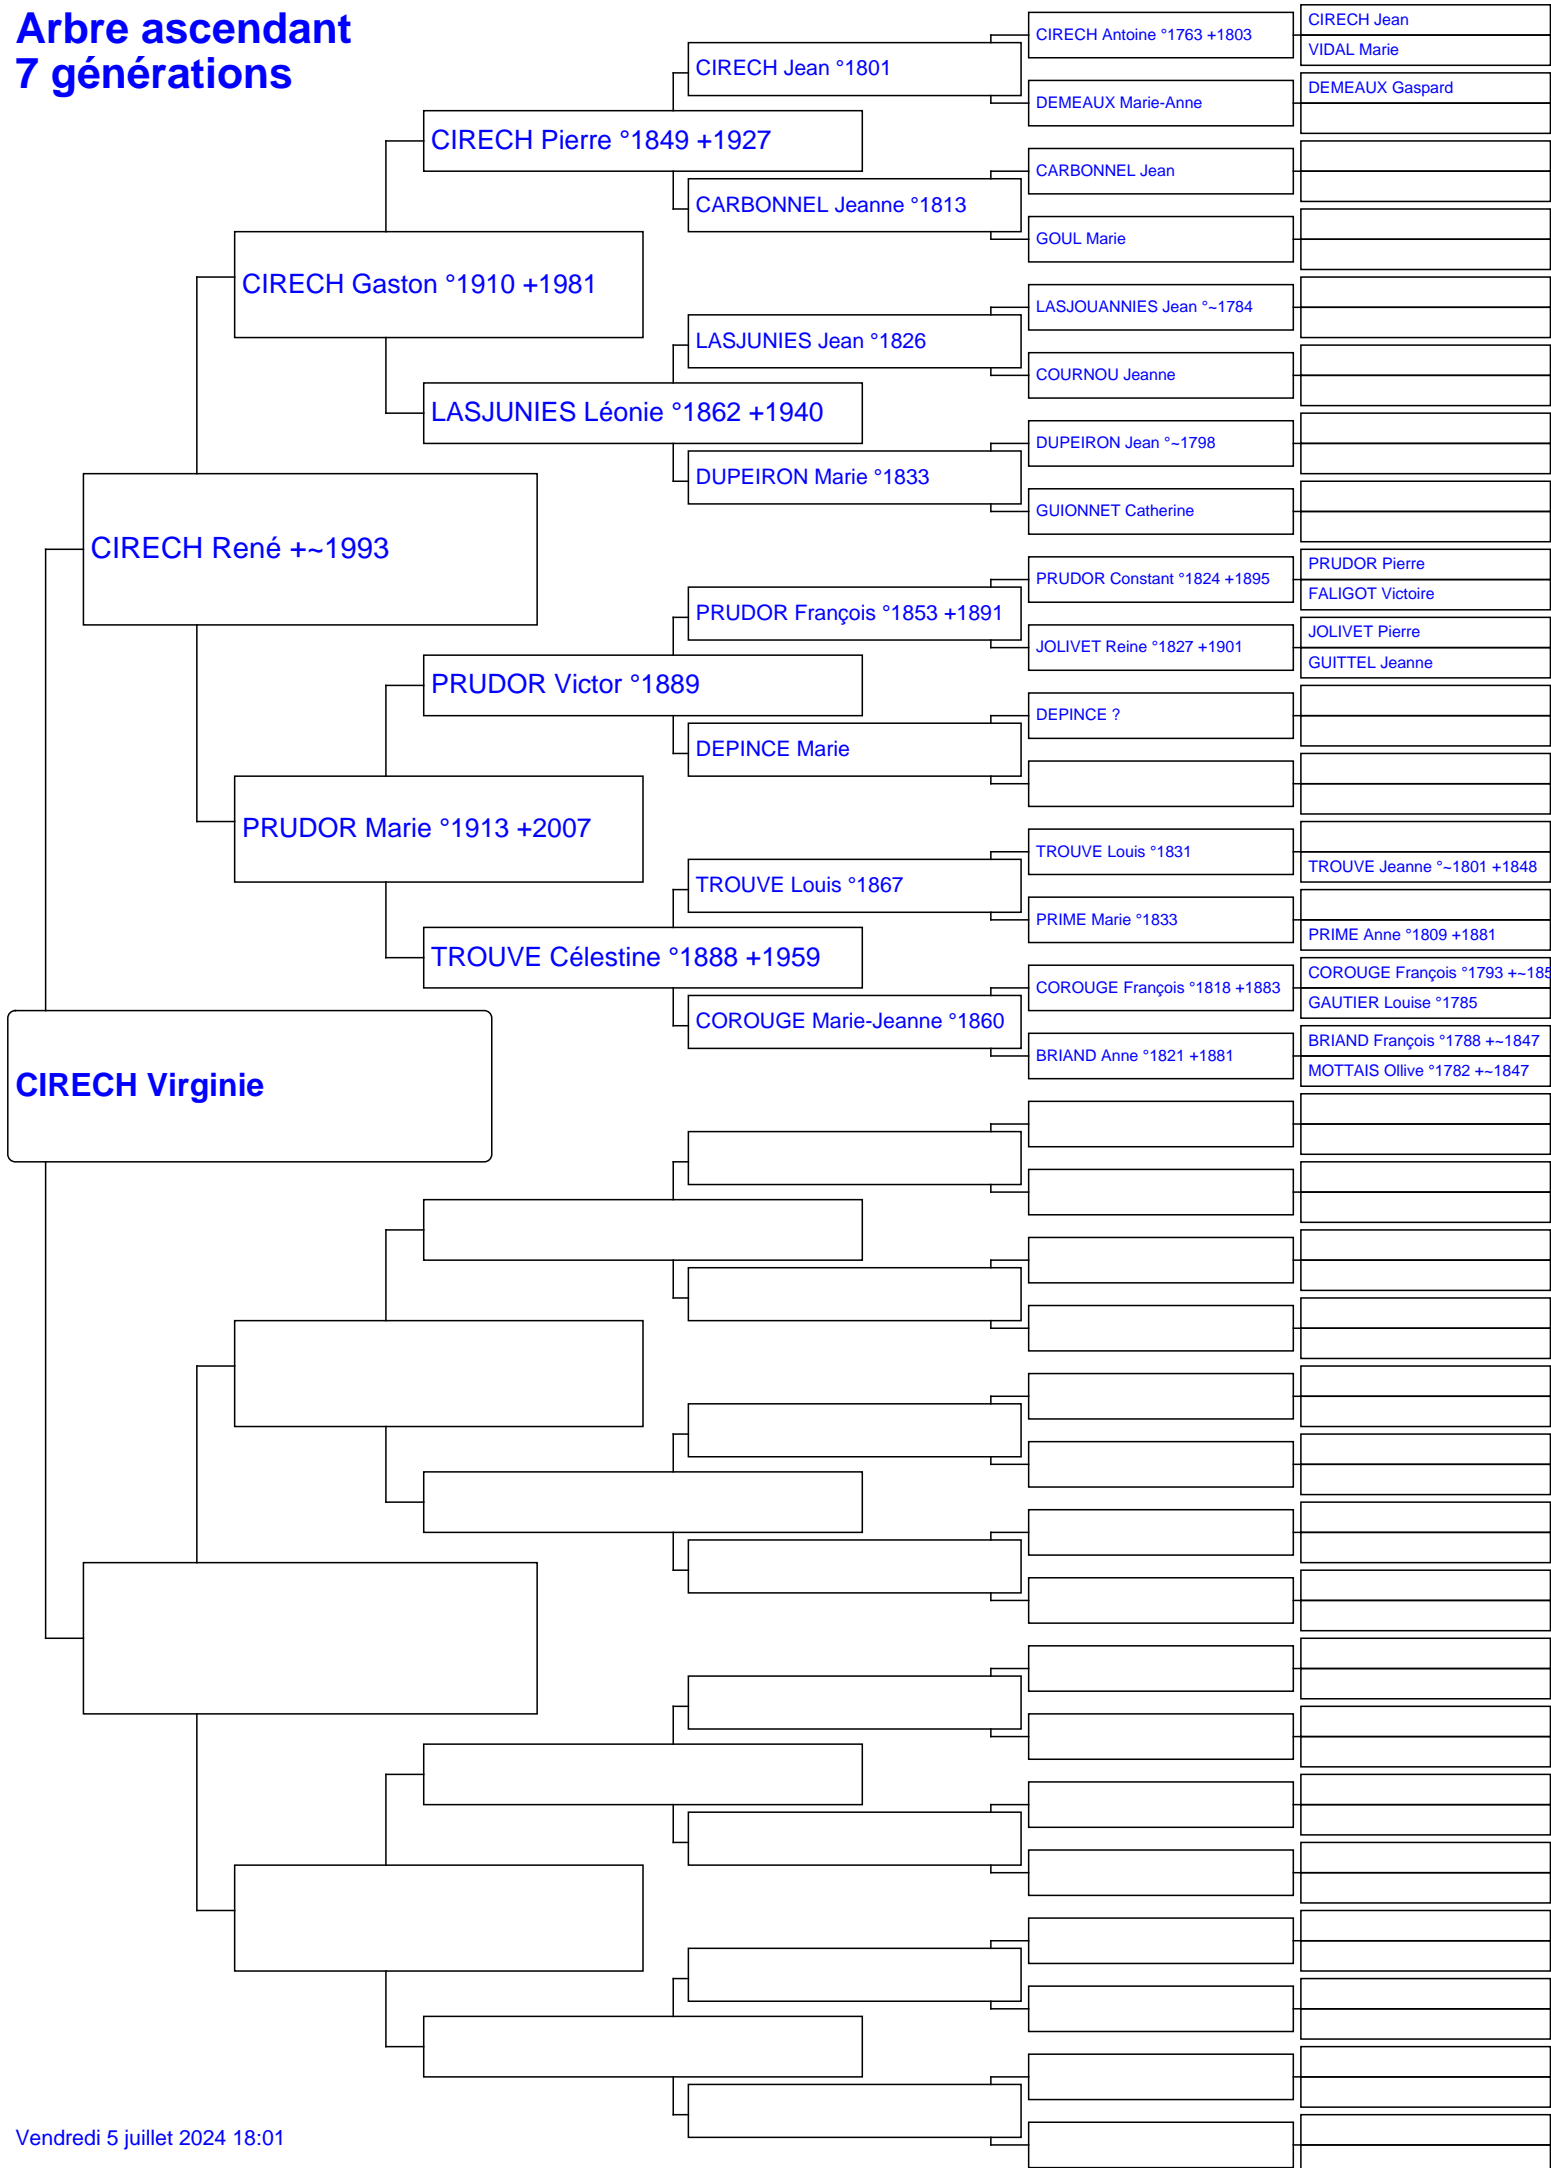 Arbre ascendant
7 générations
CIRECH Virginie
CIRECH René +~1993
CIRECH Gaston °1910 +1981
PRUDOR Marie °1913 +2007
CIRECH Pierre °1849 +1927
LASJUNIES Léonie °1862 +1940
PRUDOR Victor °1889
TROUVE Célestine °1888 +1959
CIRECH Jean °1801
CARBONNEL Jeanne °1813
LASJUNIES Jean °1826
DUPEIRON Marie °1833
PRUDOR François °1853 +1891
DEPINCE Marie
TROUVE Louis °1867
COROUGE Marie-Jeanne °1860
CIRECH Antoine °1763 +1803
DEMEAUX Marie-Anne
CARBONNEL Jean
GOUL Marie
LASJOUANNIES Jean °~1784
COURNOU Jeanne
DUPEIRON Jean °~1798
GUIONNET Catherine
PRUDOR Constant °1824 +1895
JOLIVET Reine °1827 +1901
DEPINCE ?
TROUVE Louis °1831
PRIME Marie °1833
COROUGE François °1818 +1883
BRIAND Anne °1821 +1881
CIRECH Jean
VIDAL Marie
DEMEAUX Gaspard
PRUDOR Pierre
FALIGOT Victoire
JOLIVET Pierre
GUITTEL Jeanne
TROUVE Jeanne °~1801 +1848
PRIME Anne °1809 +1881
COROUGE François °1793 +~185
GAUTIER Louise °1785
BRIAND François °1788 +~1847
MOTTAIS Ollive °1782 +~1847
Vendredi 5 juillet 2024 18:01